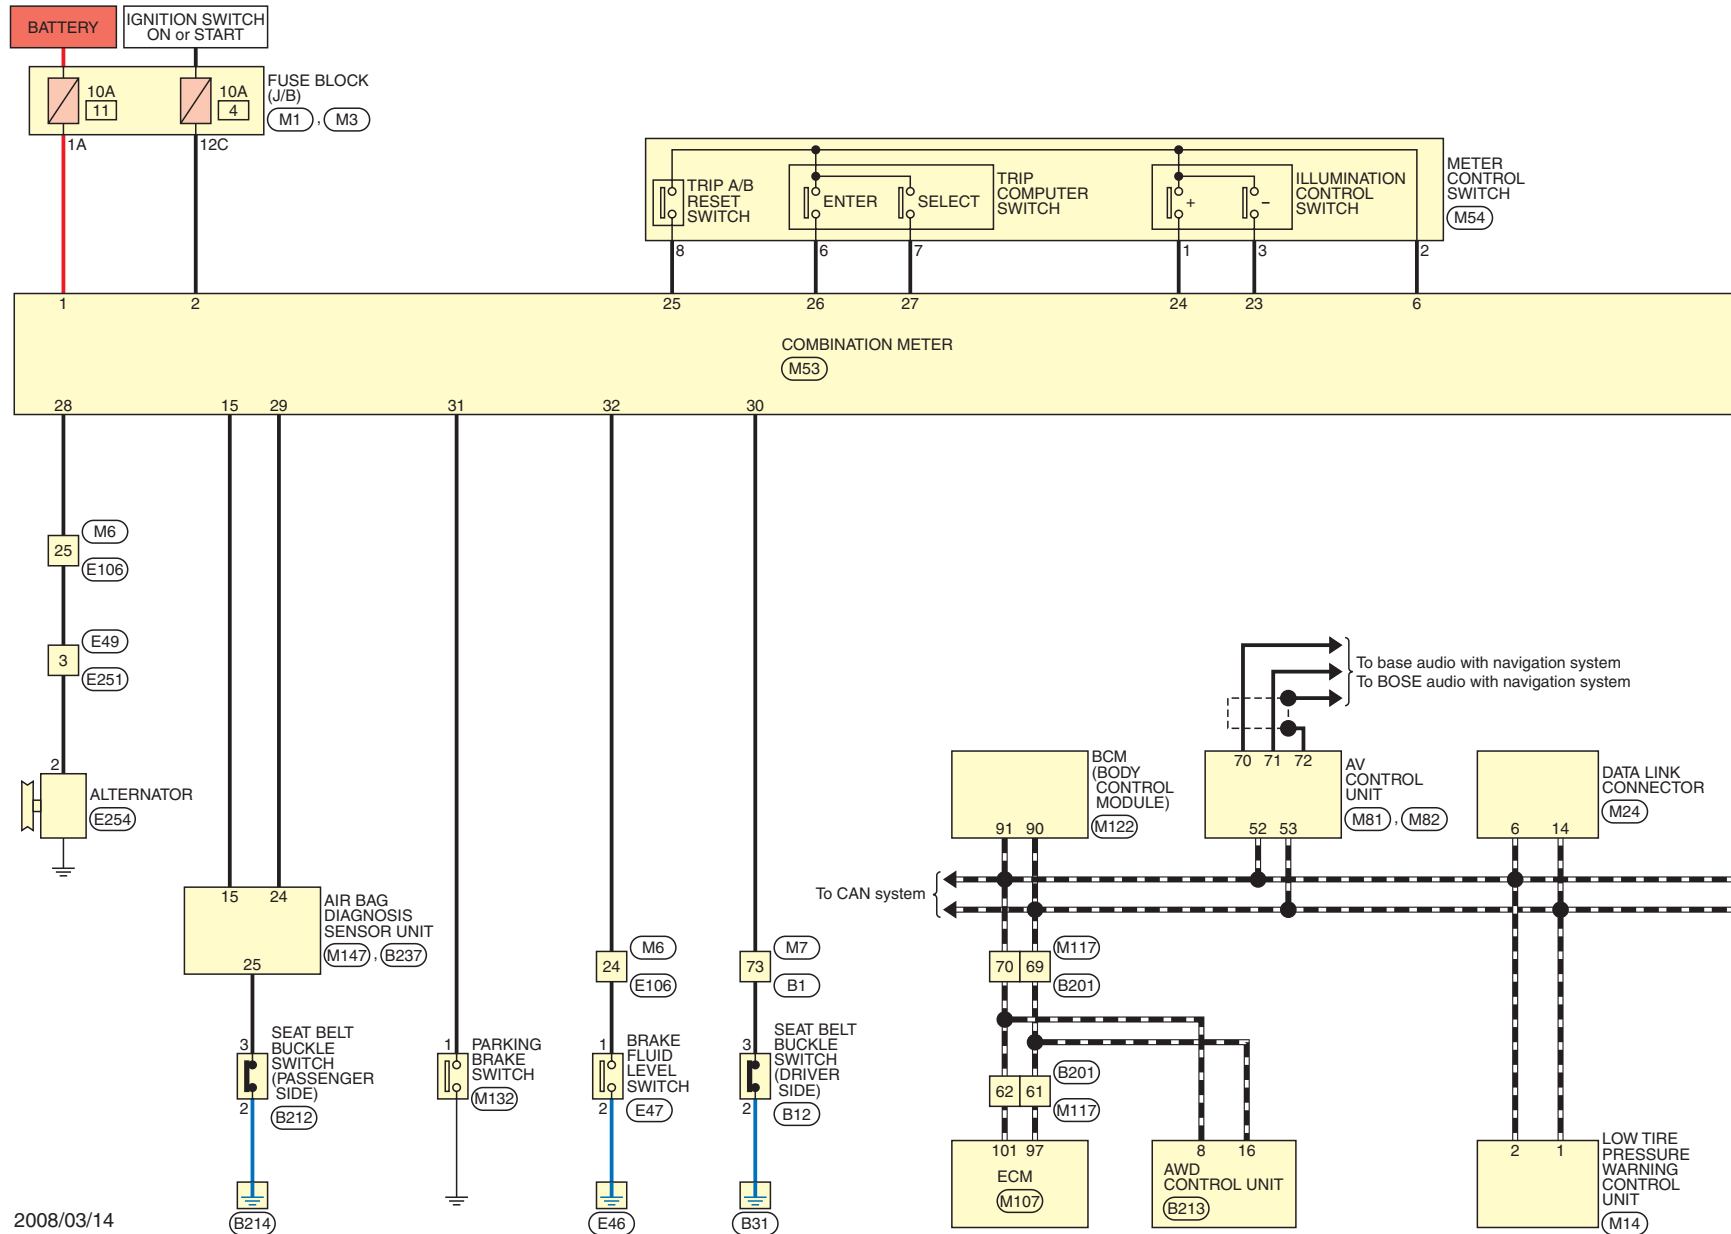 BATTERY
IGNITION SWITCH
ON or START
10A
11
10A
4
FUSE BLOCK
(J/B)
M1 , M3
1A
12C
TRIP A/B
RESET
SWITCH
ENTER
SELECT
TRIP
COMPUTER
SWITCH
+
−
ILLUMINATION
CONTROL
SWITCH
METER
CONTROL
SWITCH
M54
8 6 7 1 3 2
1 2 25 26 27 24 23 6
COMBINATION METER
M53
28 15 29 31 32 30
M6
25
E106
E49
3
E251
2
ALTERNATOR
E254
15 24
AIR BAG
DIAGNOSIS
SENSOR UNIT
M147 , B237
25
3
SEAT BELT
BUCKLE
SWITCH
(PASSENGER
SIDE)
2
B212
B214
1
PARKING
BRAKE
SWITCH
M132
M6
24
E106
1
BRAKE
FLUID
LEVEL
SWITCH
2
E47
E46
M7
73
B1
3
SEAT BELT
BUCKLE
SWITCH
(DRIVER
SIDE)
2
B12
B31
To base audio with navigation system
To BOSE audio with navigation system
BCM
(BODY
CONTROL
MODULE)
M122
91 90
70 71 72
AV
CONTROL
UNIT
M81 , M82
52 53
DATA LINK
CONNECTOR
M24
6 14
To CAN system
M117
70 69
B201
B201
62 61
M117
101 97
ECM
M107
8 16
AWD
CONTROL UNIT
B213
2 1
LOW TIRE
PRESSURE
WARNING
CONTROL
UNIT
M14
2008/03/14